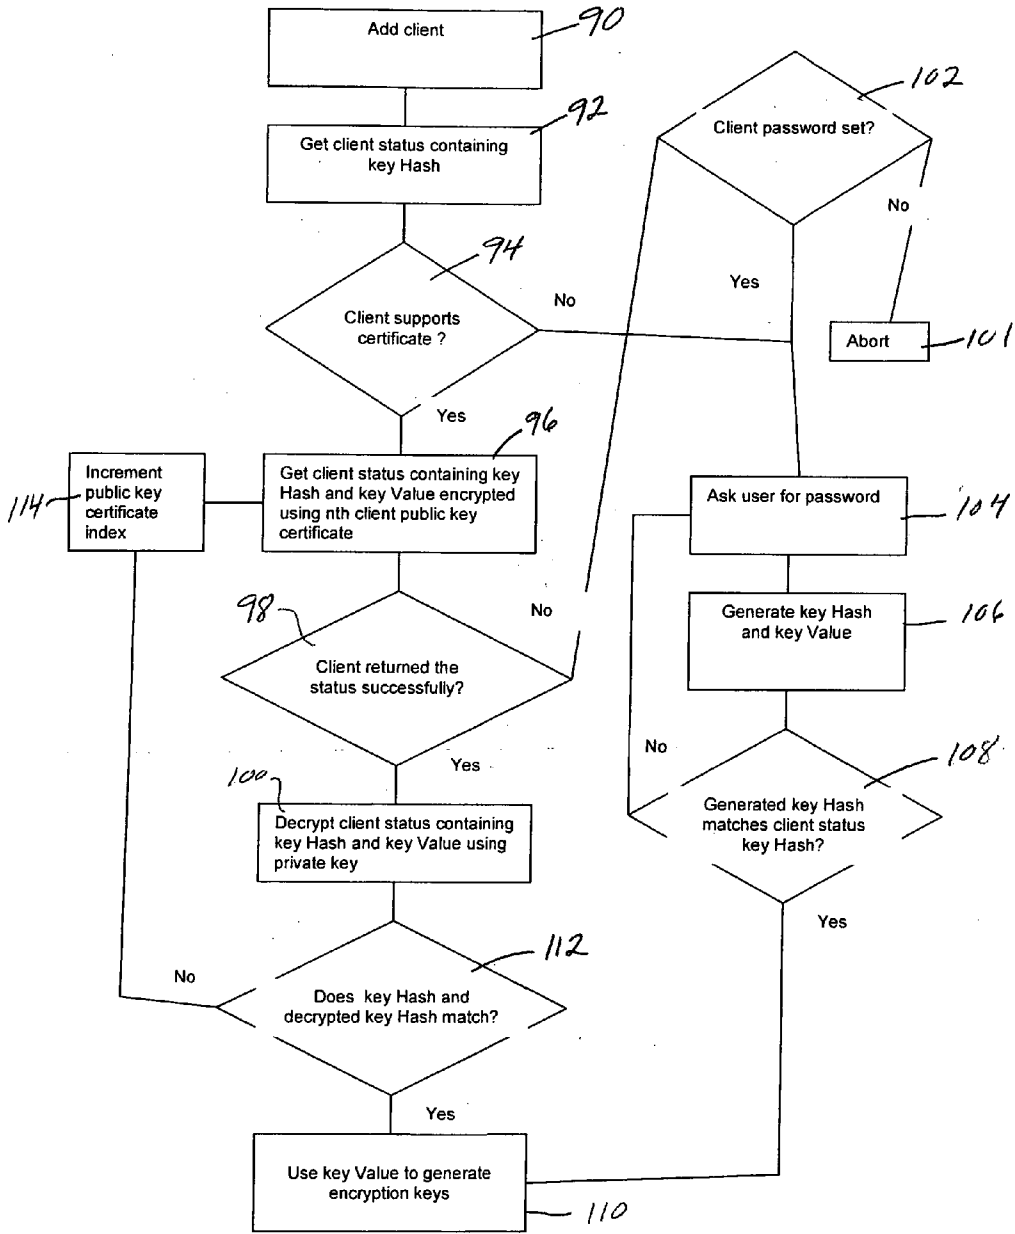 Add client
90
Get client status containing
key Hash
92
102
Client password set?
No
Yes
Abort
101
94
Client supports
certificate ?
No
Yes
96
Get client status containing key
Hash and key Value encrypted
using nth client public key
certificate
Increment
public key
certificate
index
114
Ask user for password
104
98
No
Client returned the
status successfully?
Yes
Generate key Hash
and key Value
106
100
Decrypt client status containing
key Hash and key Value using
private key
No
108
Generated key Hash
matches client status
key Hash?
Yes
112
No
Does key Hash and
decrypted key Hash match?
Yes
Use key Value to generate
encryption keys
110